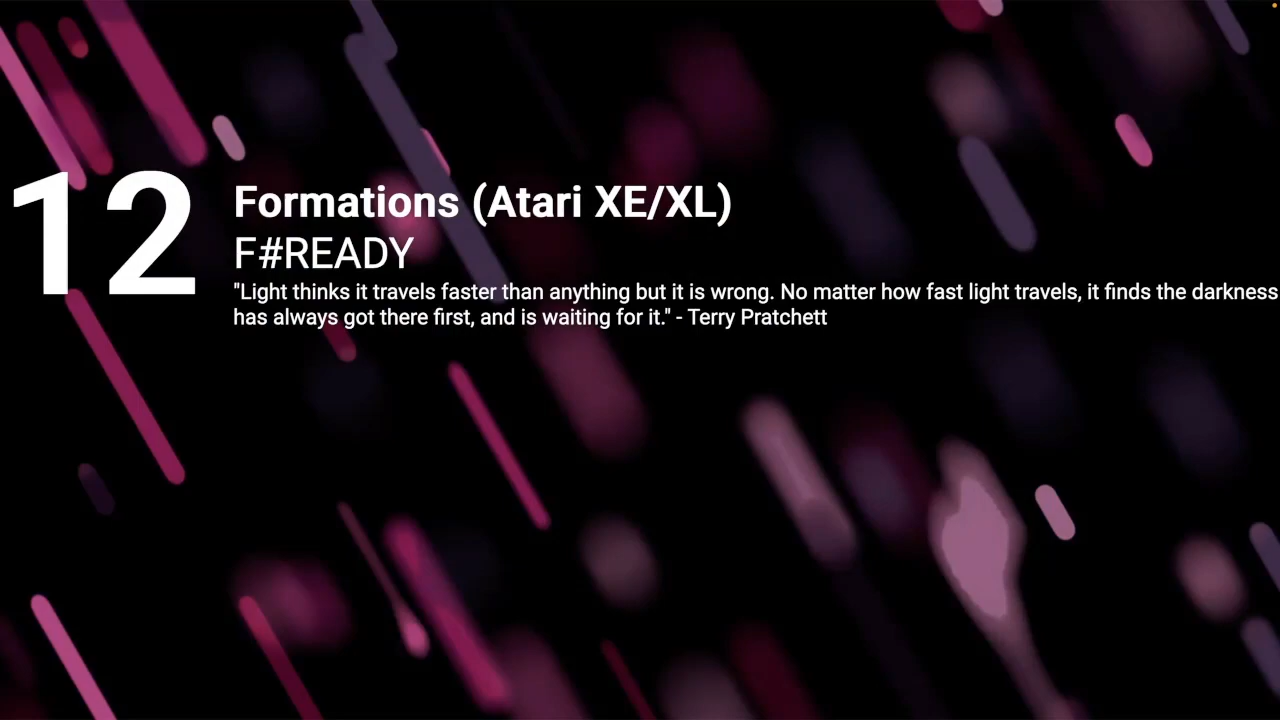 12
Formations (Atari XE/XL)
F#READY
"Light thinks it travels faster than anything but it is wrong. No matter how fast light travels, it finds the darkness
has always got there first, and is waiting for it." - Terry Pratchett